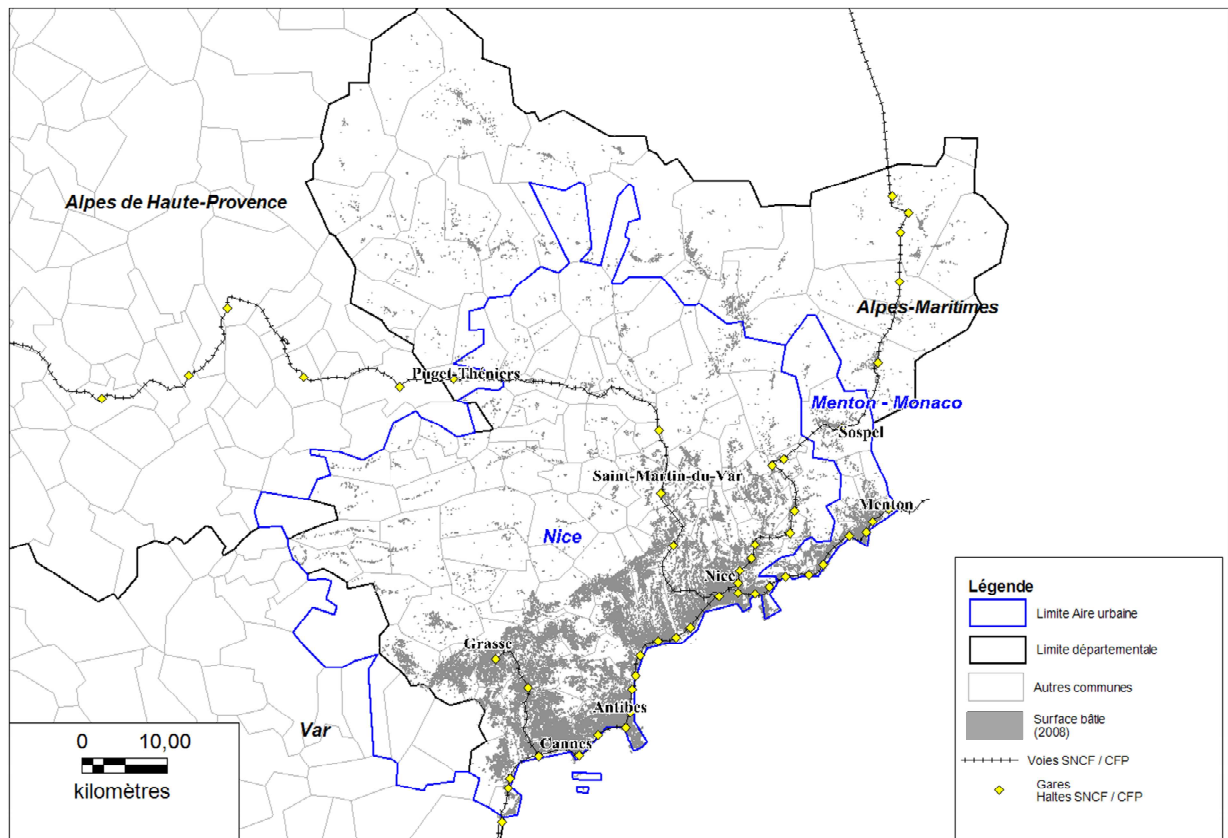 Alpes de Haute-Provence
Alpes-Maritimes
Puget-Théniers
Menton - Monaco
Sospel
Saint-Martin-du-Var
Menton
Nice
Nice
Grasse
Antibes
Var
Cannes
0 10,00
kilomètres
Légende
Limite Aire urbaine
Limite départementale
Autres communes
Surface bâtie
(2008)
Voies SNCF / CFP
Gares
Haltes SNCF / CFP